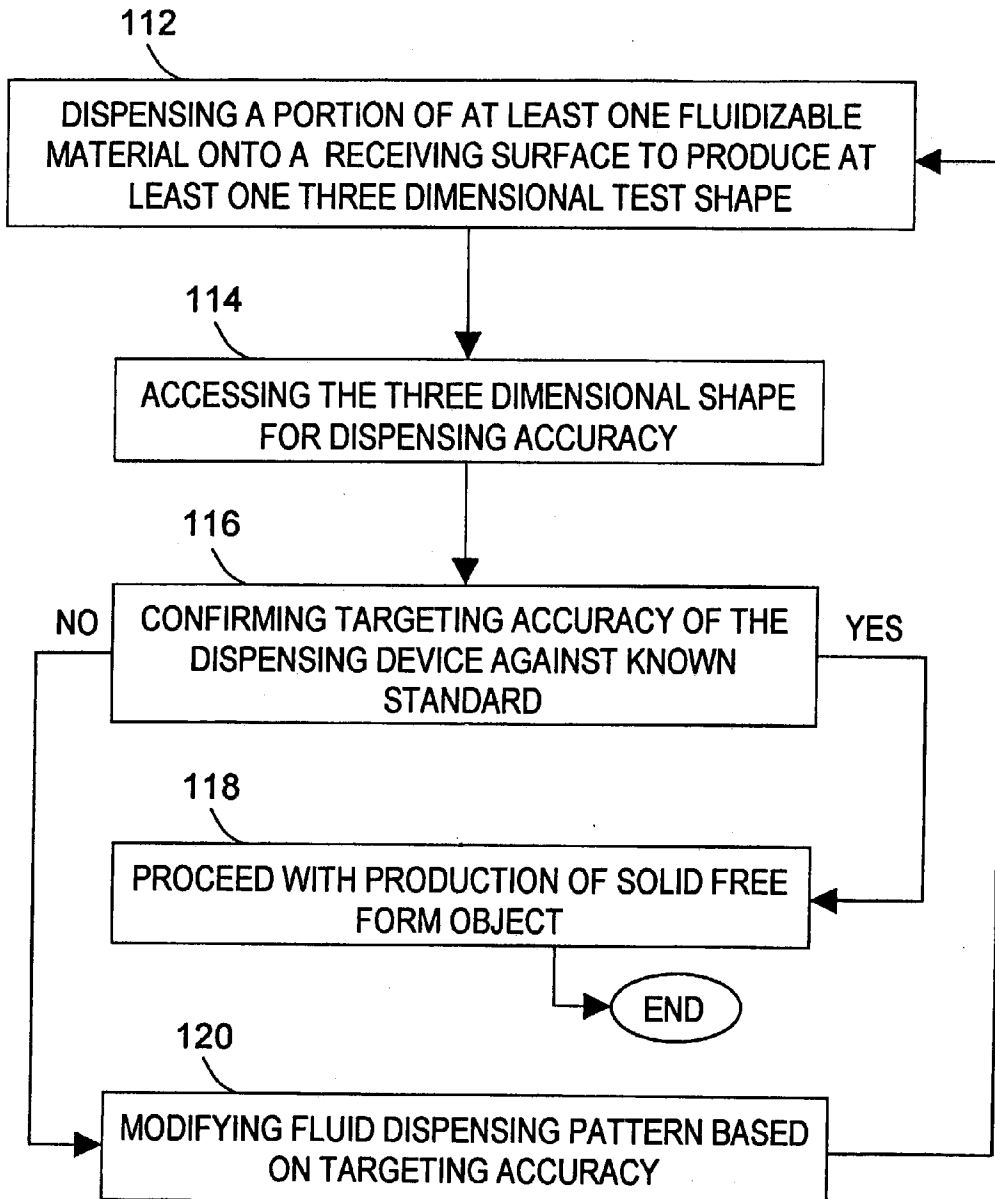 112
DISPENSING A PORTION OF AT LEAST ONE FLUIDIZABLE
MATERIAL ONTO A RECEIVING SURFACE TO PRODUCE AT
LEAST ONE THREE DIMENSIONAL TEST SHAPE
114
ACCESSING THE THREE DIMENSIONAL SHAPE
FOR DISPENSING ACCURACY
116
NO
CONFIRMING TARGETING ACCURACY OF THE
DISPENSING DEVICE AGAINST KNOWN
STANDARD
YES
118
PROCEED WITH PRODUCTION OF SOLID FREE
FORM OBJECT
END
120
MODIFYING FLUID DISPENSING PATTERN BASED
ON TARGETING ACCURACY